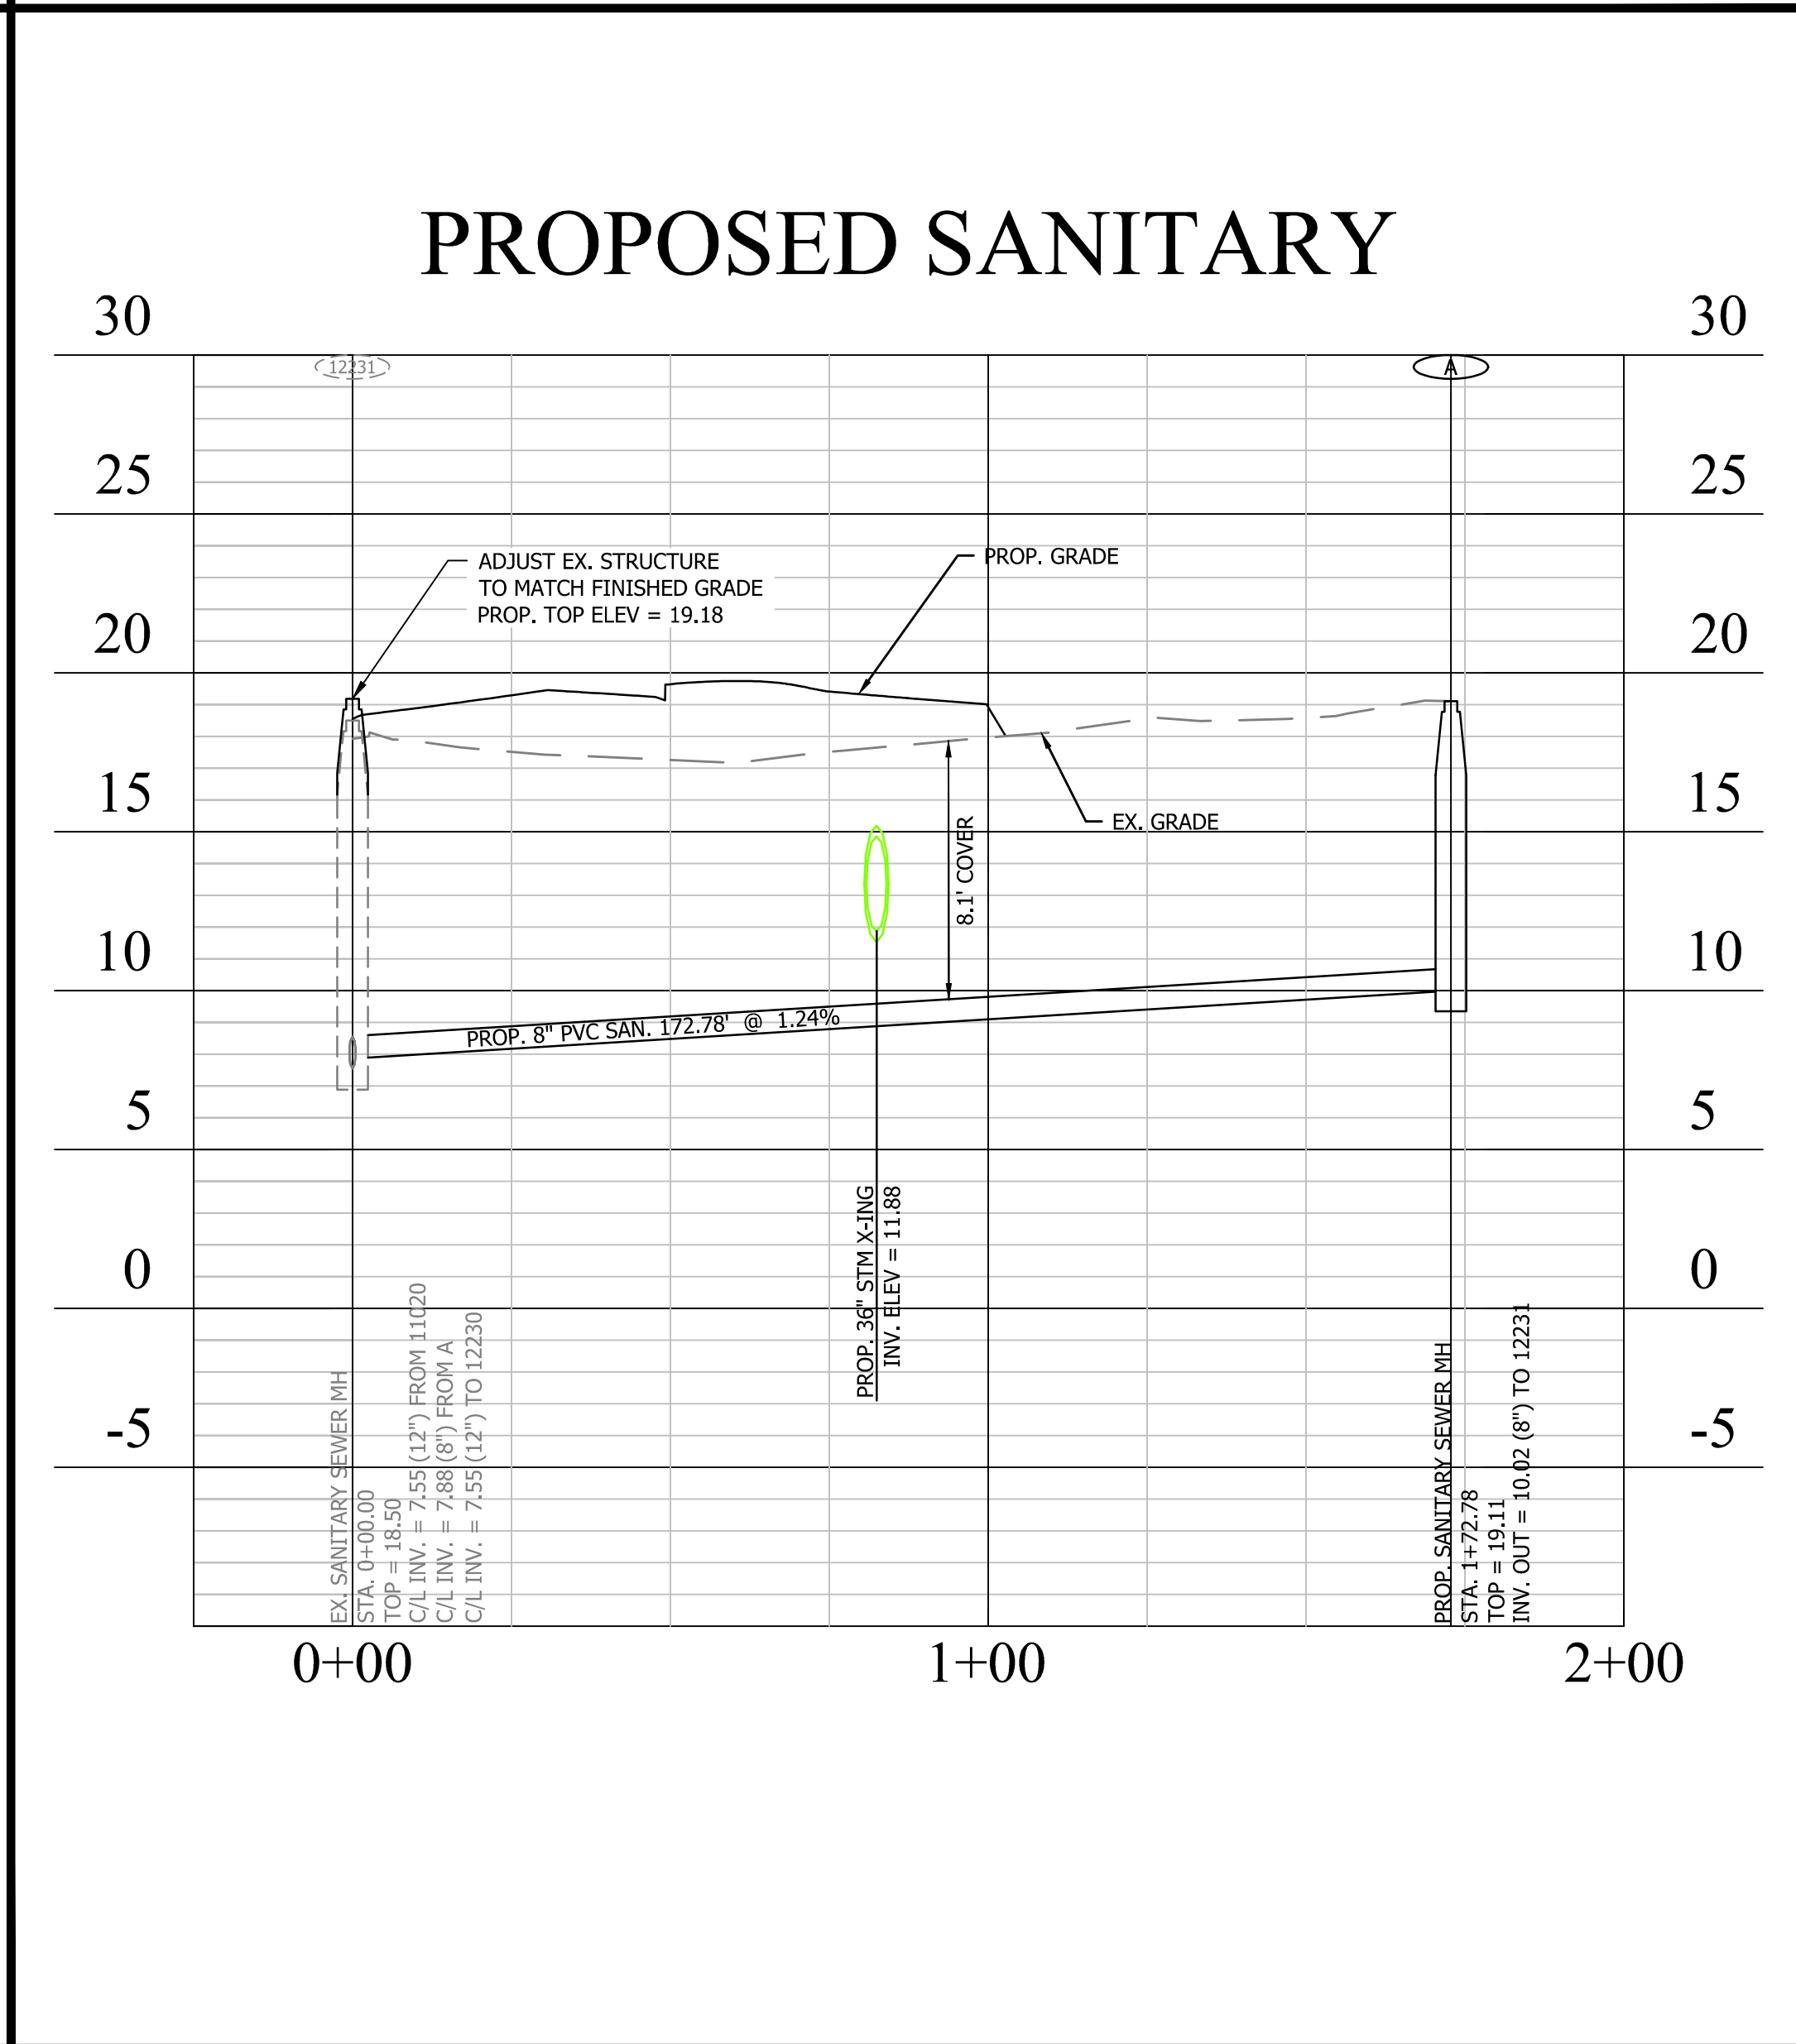 PROPOSED SANITARY
30
30
12231
A
25
25
ADJUST EX. STRUCTURE
TO MATCH FINISHED GRADE
PROP. TOP ELEV = 19.18
PROP. GRADE
20
20
15
15
EX. GRADE
8.1' COVER
10
10
PROP. 8" PVC SAN. 172.78' @ 1.24%
5
5
PROP. 36" STM X-ING
INV. ELEV = 11.88
0
0
-5
-5
EX. SANITARY SEWER MH
STA. 0+00.00
TOP = 18.50
C/L INV. = 7.55 (12") FROM 11020
C/L INV. = 7.88 (8") FROM A
C/L INV. = 7.55 (12") TO 12230
PROP. SANITARY SEWER MH
STA. 1+72.78
TOP = 19.11
INV. OUT = 10.02 (8") TO 12231
0+00
1+00
2+00